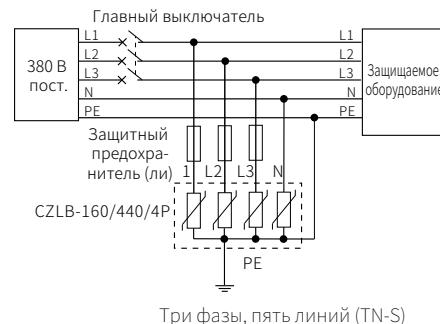 Главный выключатель
L1 L1
L2 L2
L3 L3
N N
PE PE
380 В
пост.
Защищаемое
оборудование
Защитный
предохра-
нитель (ли)
1 L2 L3 N
CZLB-160/440/4P
PE
Три фазы, пять линий (TN-S)